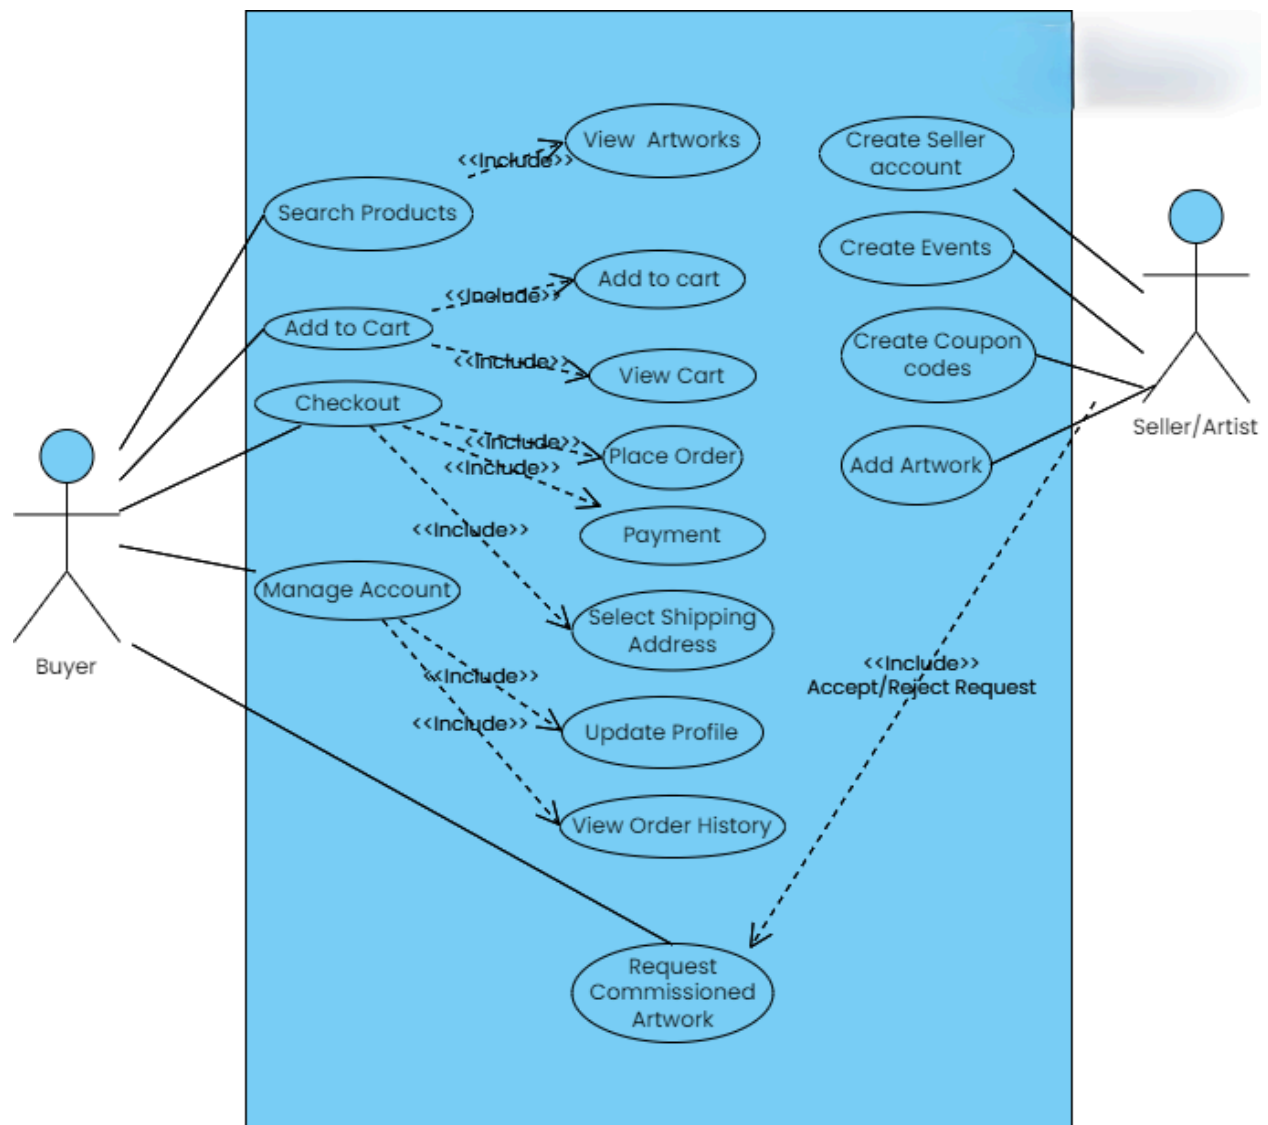 View  Artworks
<<Include>>
Search Products
Add to cart
<<Include>>
Add to Cart
<<Include>>
View Cart
Checkout
<<Include>>
Place Order
<<Include>>
Payment
<<Include>>
Manage Account
Select Shipping
Address
<<Include>>
Update Profile
<<Include>>
View Order History
Request
Commissioned
Artwork
Buyer
Create Seller
account
Create Events
Create Coupon
codes
Add Artwork
Seller/Artist
<<Include>>
Accept/Reject Request